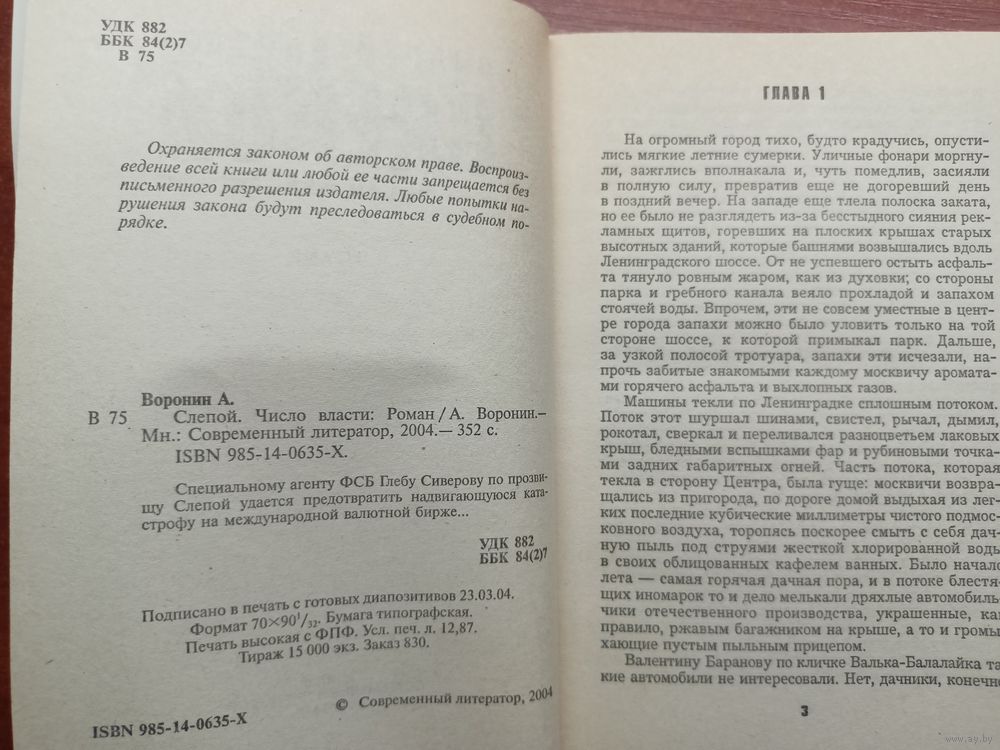 УДК 882
ББК 84(2)7
В 75
Охраняется законом об авторском праве. Воспроиз-
ведение всей книги или любой ее части запрещается без
письменного разрешения издателя. Любые попытки на-
рушения закона будут преследоваться в судебном по-
рядке.
Воронин А.
В 75 Слепой. Число власти: Роман / А. Воронин.–
Мн.: Современный литератор, 2004.— 352 с.
ISBN 985-14-0635-X.
Специальному агенту ФСБ Глебу Сиверову по прозви-
щу Слепой удается предотвратить надвигающуюся ката-
строфу на международной валютной бирже...
УДК 882
ББК 84(2)7
Подписано в печать с готовых диапозитивов 23.03.04.
Формат 70×90¹/₃₂. Бумага типографская.
Печать высокая с ФПФ. Усл. печ. л. 12,87.
Тираж 15 000 экз. Заказ 830.
© Современный литератор, 2004
ISBN 985-14-0635-X
ГЛАВА 1
На огромный город тихо, будто крадучись, опусти-
лись мягкие летние сумерки. Уличные фонари моргну-
ли, зажглись вполнакала и, чуть помедлив, засияли
в полную силу, превратив еще не догоревший день
в поздний вечер. На западе еще тлела полоска заката,
но ее было не разглядеть из-за бесстыдного сияния рек-
ламных щитов, горевших на плоских крышах старых
высотных зданий, которые башнями возвышались вдоль
Ленинградского шоссе. От не успевшего остыть асфаль-
та тянуло ровным жаром, как из духовки; со стороны
парка и гребного канала веяло прохладой и запахом
стоячей воды. Впрочем, эти не совсем уместные в цент-
ре города запахи можно было уловить только на той
стороне шоссе, к которой примыкал парк. Дальше,
за узкой полосой тротуара, запахи эти исчезали, на-
прочь забитые знакомыми каждому москвичу аромата-
ми горячего асфальта и выхлопных газов.
Машины текли по Ленинградке сплошным потоком.
Поток этот шуршал шинами, свистел, рычал, дымил,
рокотал, сверкал и переливался разноцветьем лаковых
крыш, бледными вспышками фар и рубиновыми точка-
ми задних габаритных огней. Часть потока, которая
текла в сторону Центра, была гуще: москвичи возвра-
щались из пригорода, по дороге домой выдыхая из лег-
ких последние кубические миллиметры чистого подмос-
ковного воздуха, торопясь поскорее смыть с себя дач-
ную пыль под струями жесткой хлорированной воды
в своих облицованных кафелем ванных. Было начало
лета — самая горячая дачная пора, и в потоке блестя-
щих иномарок то и дело мелькали дряхлые автомобиль-
чики отечественного производства, украшенные, как
правило, ржавым багажником на крыше, а то и громы-
хающие пустым пыльным прицепом.
Валентину Баранову по кличке Валька-Балалайка та-
кие автомобили не интересовали. Нет, дачники, конечно
3
www.ay.by